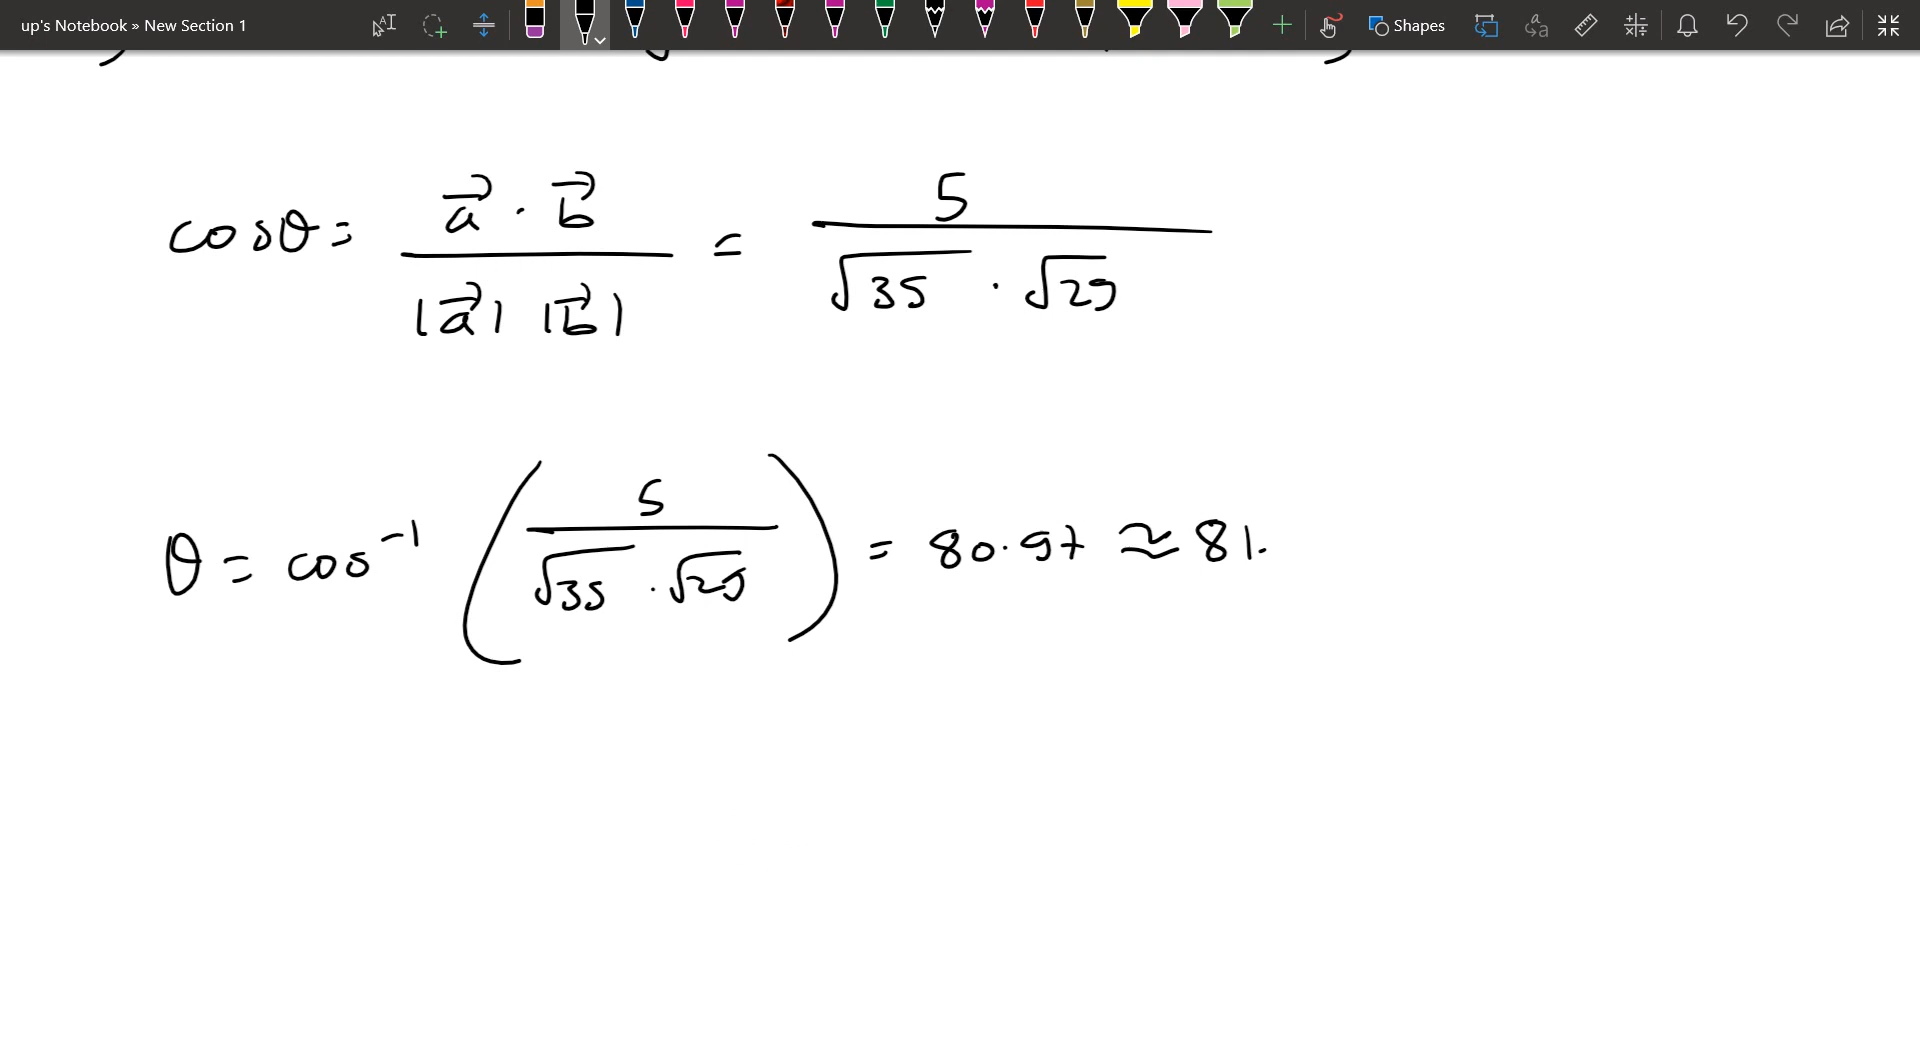 up's Notebook » New Section 1 Shapes
cosθ = a⃗ · b⃗ / |a⃗| |b⃗| = 5 / √35 · √29
θ = cos⁻¹ ( 5 / √35 · √29 ) = 80.97 ≈ 81.